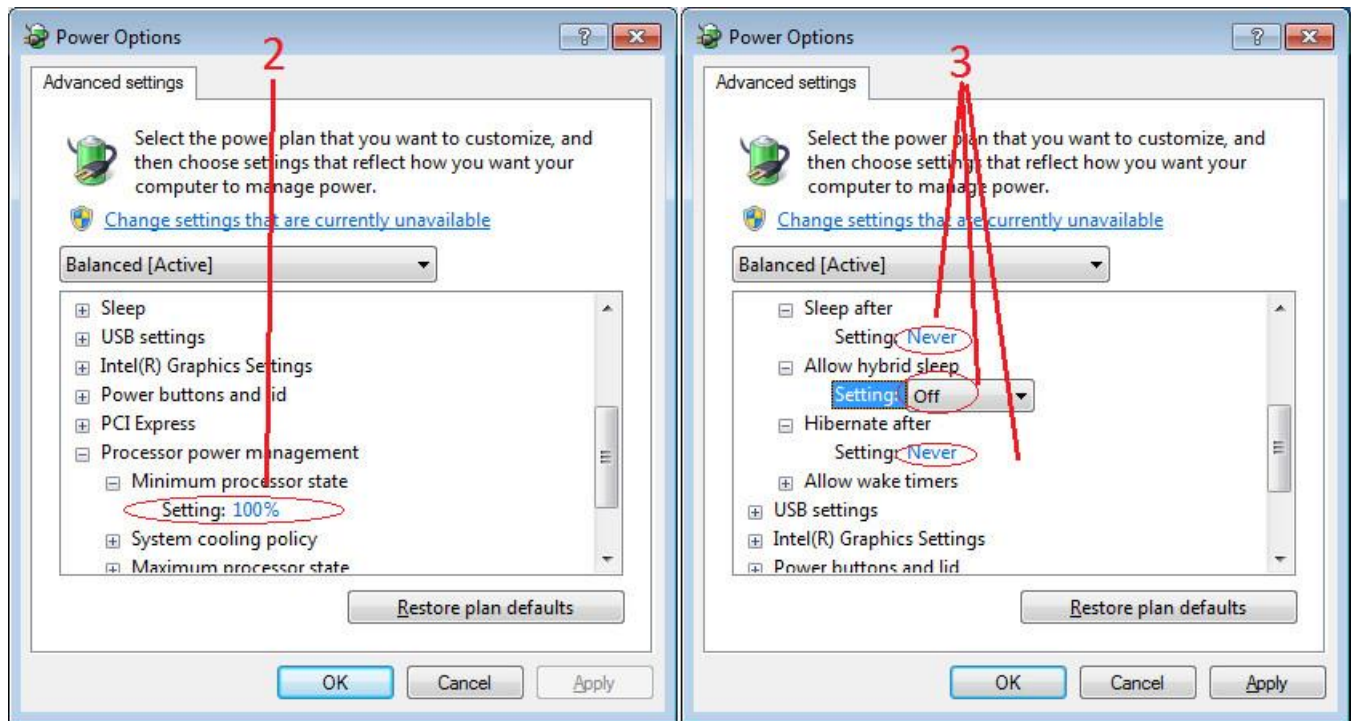 Power Options
2
Advanced settings
Select the power plan that you want to customize, and
then choose settings that reflect how you want your
computer to manage power.
Change settings that are currently unavailable
Balanced [Active]
Sleep
USB settings
Intel(R) Graphics Settings
Power buttons and lid
PCI Express
Processor power management
Minimum processor state
Setting: 100%
System cooling policy
Maximum processor state
Restore plan defaults
OK
Cancel
Apply
Power Options
3
Advanced settings
Select the power plan that you want to customize, and
then choose settings that reflect how you want your
computer to manage power.
Change settings that are currently unavailable
Balanced [Active]
Sleep after
Setting: Never
Allow hybrid sleep
Setting: Off
Hibernate after
Setting: Never
Allow wake timers
USB settings
Intel(R) Graphics Settings
Power buttons and lid
Restore plan defaults
OK
Cancel
Apply